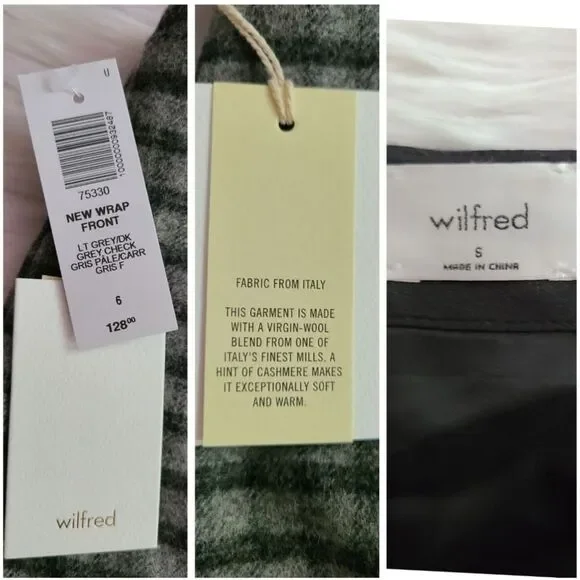 U
10000000932487
75330
NEW WRAP
FRONT
LT GREY/DK
GREY CHECK
GRIS PALE/CARR
GRIS F
6
128⁰⁰
wilfred
FABRIC FROM ITALY
THIS GARMENT IS MADE
WITH A VIRGIN-WOOL
BLEND FROM ONE OF
ITALY'S FINEST MILLS. A
HINT OF CASHMERE MAKES
IT EXCEPTIONALLY SOFT
AND WARM.
wilfred
S
MADE IN CHINA